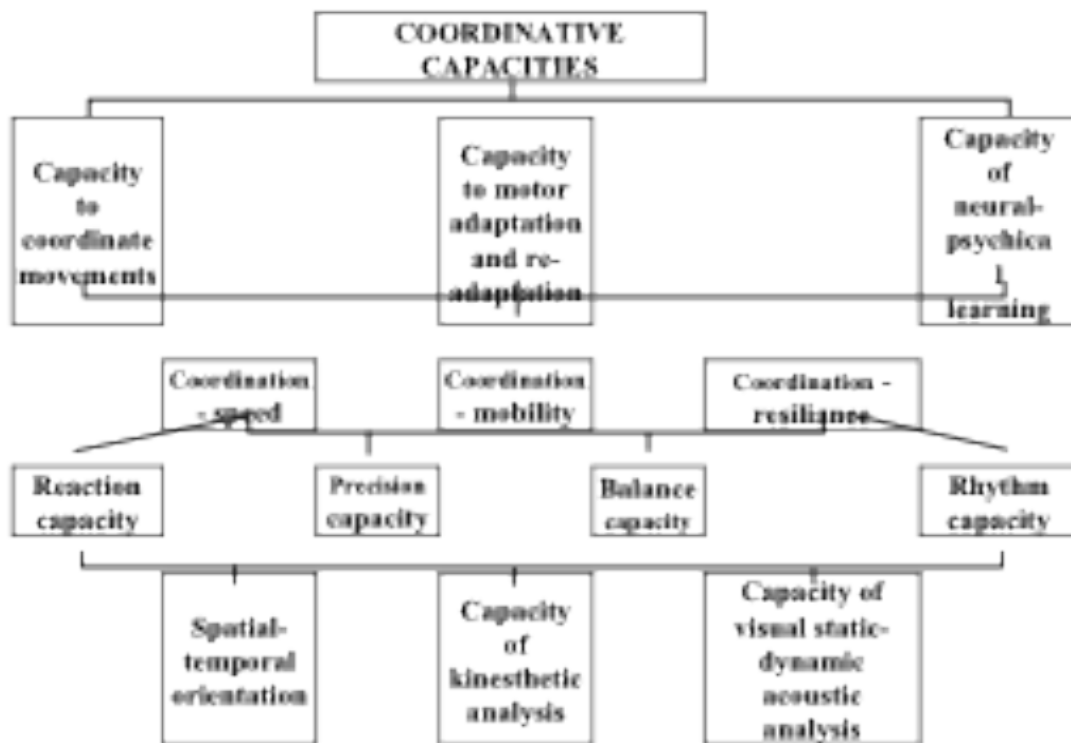 COORDINATIVE
CAPACITIES
Capacity
to
coordinate
movements
Capacity
to motor
adaptation
and re-
adaptation
Capacity
of
neural-
psychica
l
learning
Coordination
- speed
Coordination
- mobility
Coordination -
resiliance
Reaction
capacity
Precision
capacity
Balance
capacity
Rhythm
capacity
Spatial-
temporal
orientation
Capacity
of
kinesthetic
analysis
Capacity of
visual static-
dynamic
acoustic
analysis